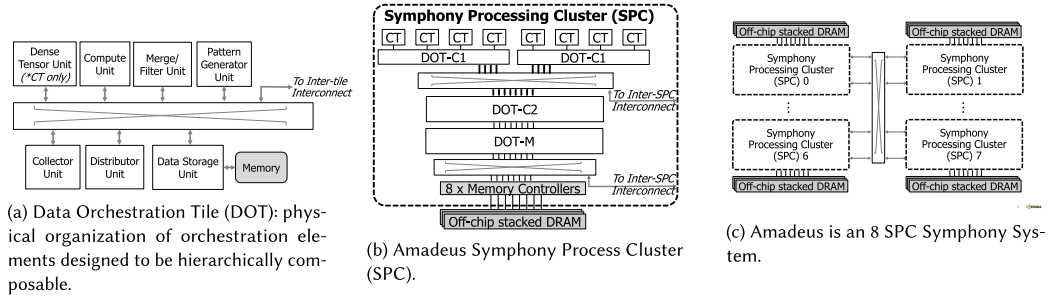 Dense
Tensor Unit
(*CT only)
Compute
Unit
Merge/
Filter Unit
Pattern
Generator
Unit
To Inter-tile
Interconnect
Collector
Unit
Distributor
Unit
Data Storage
Unit
Memory
(a) Data Orchestration Tile (DOT): phys-
ical organization of orchestration ele-
ments designed to be hierarchically com-
posable.
Symphony Processing Cluster (SPC)
CT CT CT CT CT CT CT CT
DOT-C1 DOT-C1
To Inter-SPC
Interconnect
DOT-C2
DOT-M
To Inter-SPC
Interconnect
8 x Memory Controllers
Off-chip stacked DRAM
(b) Amadeus Symphony Process Cluster
(SPC).
Off-chip stacked DRAM
Off-chip stacked DRAM
Symphony
Processing Cluster
(SPC) 0
Symphony
Processing Cluster
(SPC) 1
Symphony
Processing Cluster
(SPC) 6
Symphony
Processing Cluster
(SPC) 7
Off-chip stacked DRAM
Off-chip stacked DRAM
(c) Amadeus is an 8 SPC Symphony Sys-
tem.